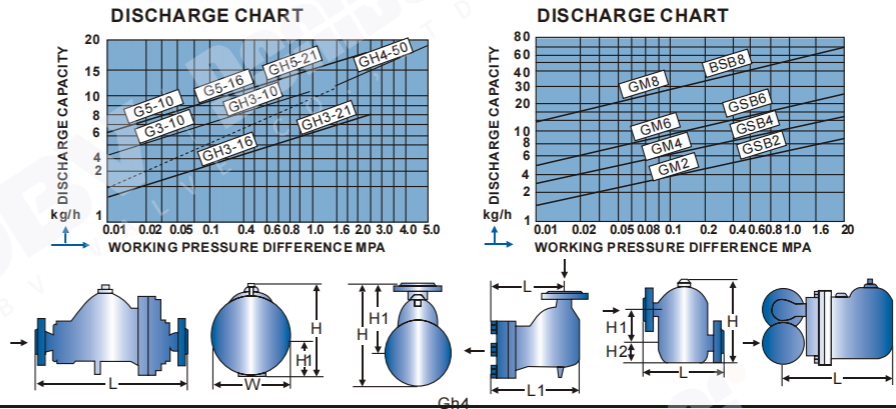 DISCHARGE CHART
DISCHARGE CAPACITY
kg/h
20
15
10
8
6
4
2
1
G5-10
G5-16
GH5-21
GH4-50
G3-10
GH3-10
GH3-16
GH3-21
0.01 0.02 0.05 0.1 0.4 0.6 0.8 1.0 1.6 2.0 3.0 4.0 5.0
WORKING PRESSURE DIFFERENCE MPA
DISCHARGE CHART
DISCHARGE CAPACITY
kg/h
80
60
40
30
20
10
8
6
4
2
1
GM8
BSB8
GM6
GSB6
GM4
GSB4
GM2
GSB2
0.01 0.02 0.05 0.08 0.1 0.2 0.4 0.6 0.8 1.0 1.6 20
WORKING PRESSURE DIFFERENCE MPA
L
H
H1
W
H
H1
L
L1
H
H1
H2
L
L
Gh4